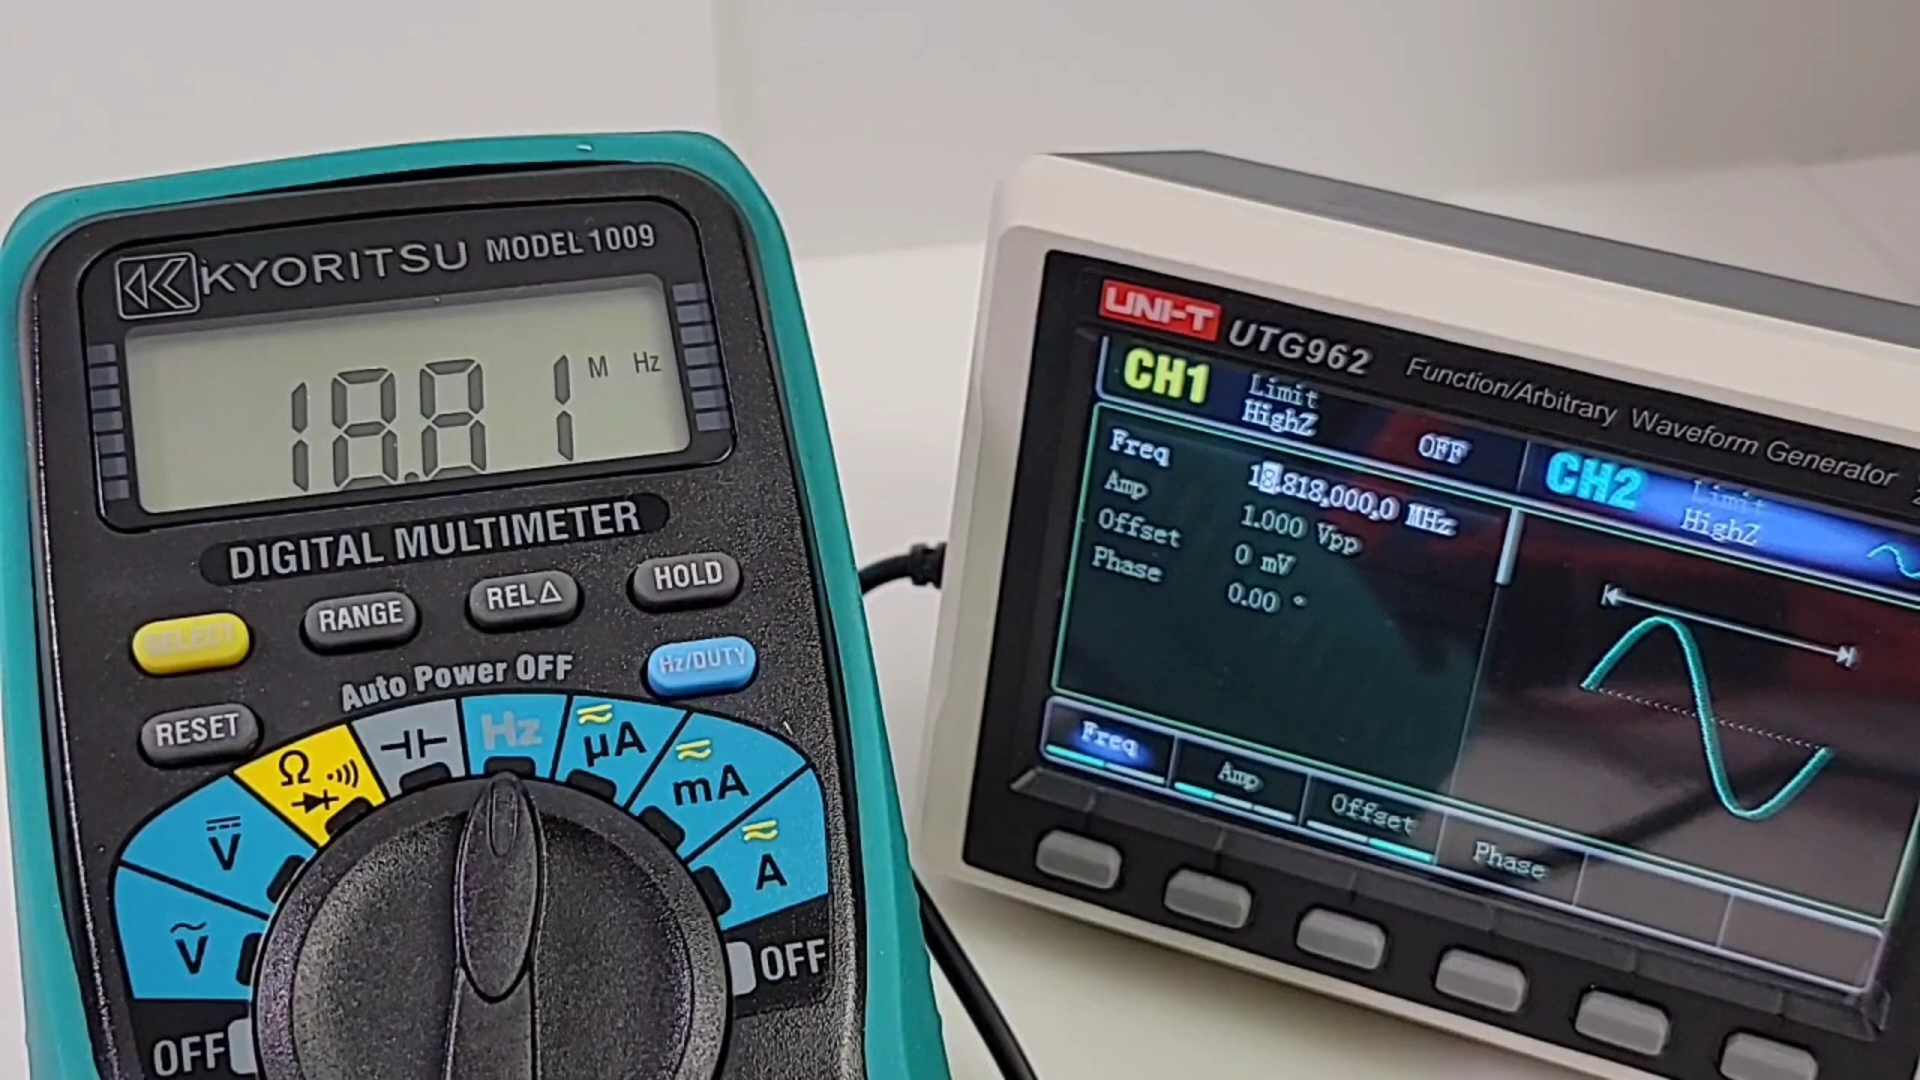 KYORITSU MODEL 1009
18.81 M Hz
DIGITAL MULTIMETER
SELECT RANGE REL△ HOLD
Auto Power OFF Hz/DUTY
RESET
Ω
Hz
μA
mA
A
V
V
OFF
OFF
UNI-T UTG962 Function/Arbitrary Waveform Generator
CH1 Limit
HighZ OFF
CH2 Limit
HighZ
Freq 18.818,000,0 MHz
Amp 1.000 Vpp
Offset 0 mV
Phase 0.00 °
Freq Amp Offset Phase